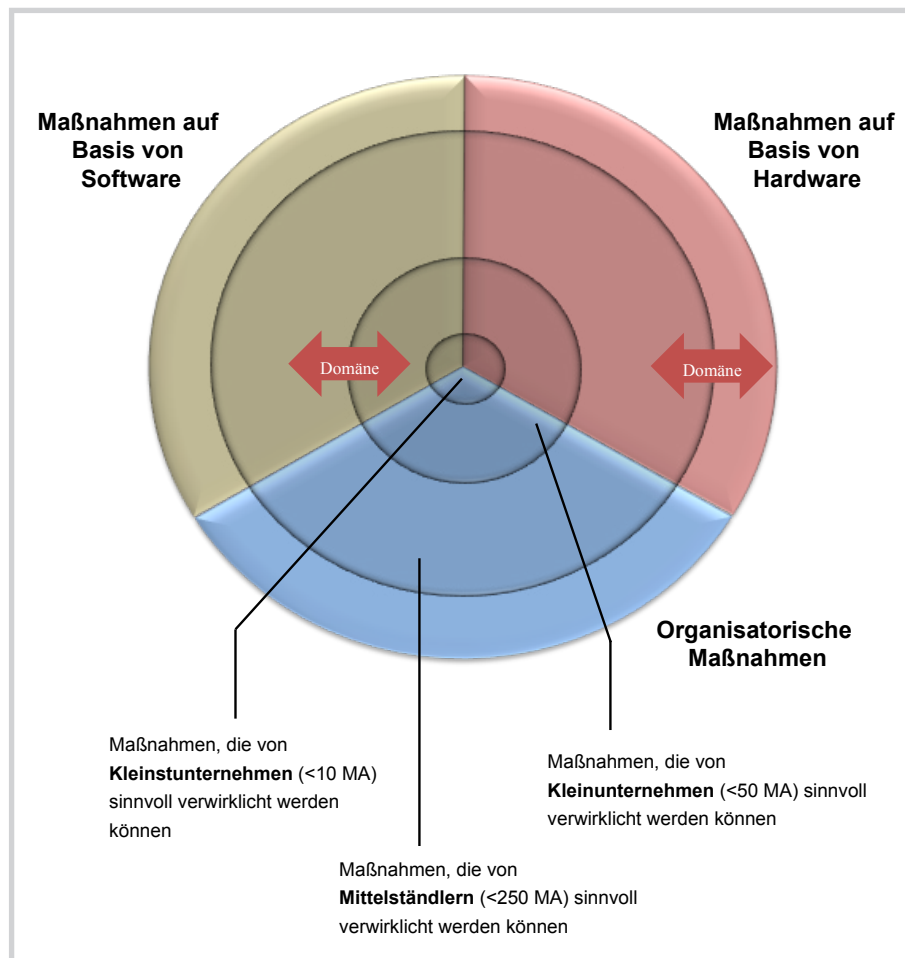 Maßnahmen auf
Basis von
Software
Maßnahmen auf
Basis von
Hardware
Domäne
Domäne
Organisatorische
Maßnahmen
Maßnahmen, die von
Kleinstunternehmen (<10 MA)
sinnvoll verwirklicht werden
können
Maßnahmen, die von
Kleinunternehmen (<50 MA) sinnvoll
verwirklicht werden können
Maßnahmen, die von
Mittelständlern (<250 MA) sinnvoll
verwirklicht werden können